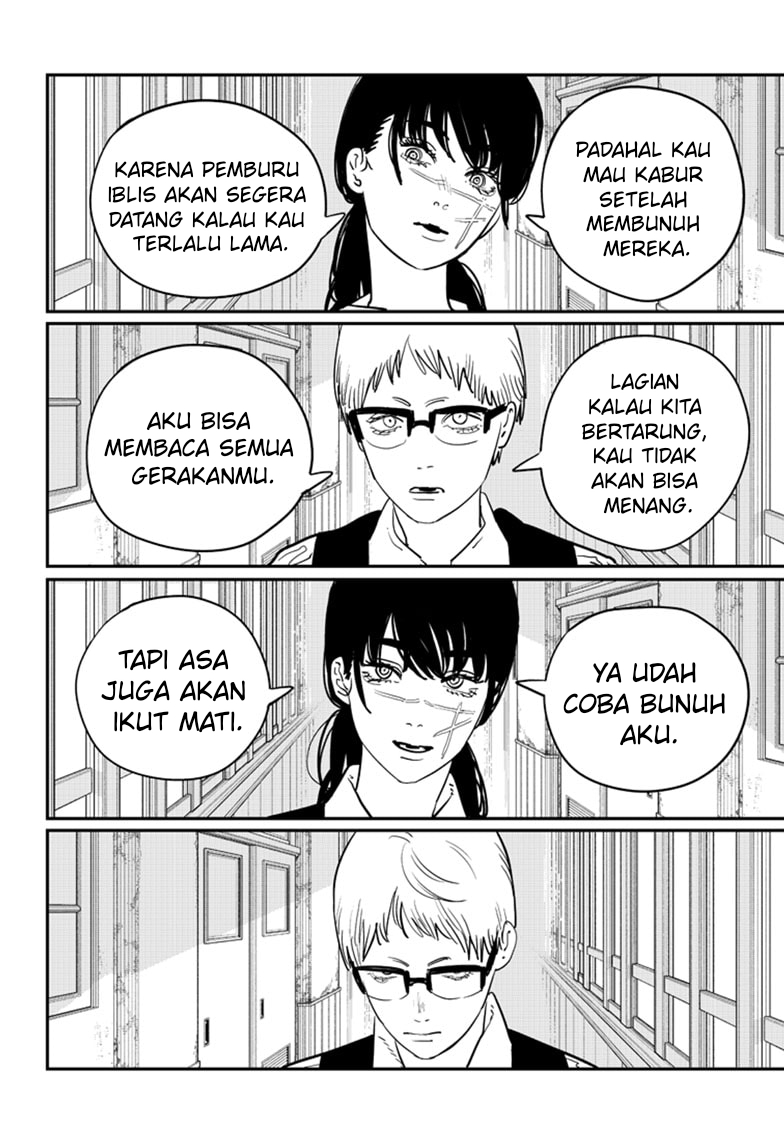 PADAHAL KAU
MAU KABUR
SETELAH
MEMBUNUH
MEREKA.
KARENA PEMBURU
IBLIS AKAN SEGERA
DATANG KALAU KAU
TERLALU LAMA.
LAGIAN
KALAU KITA
BERTARUNG,
KAU TIDAK
AKAN BISA
MENANG.
AKU BISA
MEMBACA SEMUA
GERAKANMU.
YA UDAH
COBA BUNUH
AKU.
TAPI ASA
JUGA AKAN
IKUT MATI.